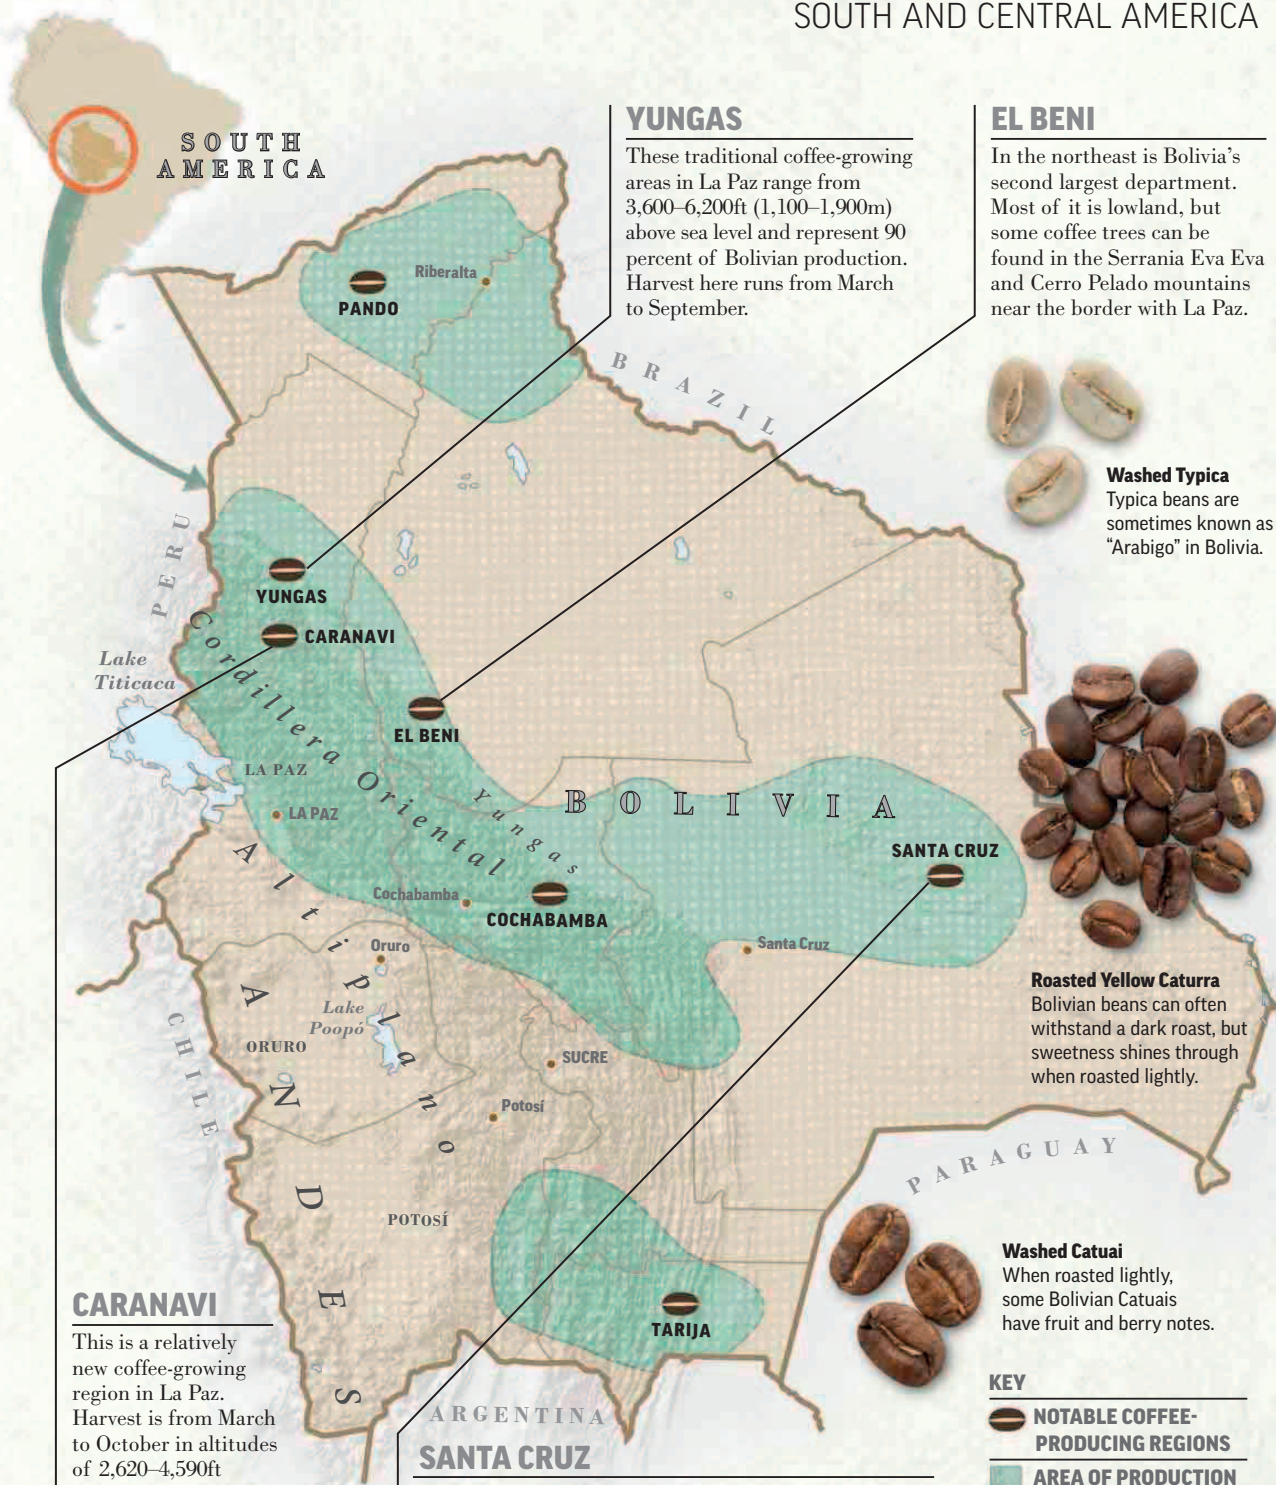 SOUTH AND CENTRAL AMERICA
SOUTH
AMERICA
YUNGAS
These traditional coffee-growing
areas in La Paz range from
3,600–6,200ft (1,100–1,900m)
above sea level and represent 90
percent of Bolivian production.
Harvest here runs from March
to September.
EL BENI
In the northeast is Bolivia’s
second largest department.
Most of it is lowland, but
some coffee trees can be
found in the Serrania Eva Eva
and Cerro Pelado mountains
near the border with La Paz.
Riberalta
PANDO
BRAZIL
Washed Typica
Typica beans are
sometimes known as
“Arabigo” in Bolivia.
PERU
YUNGAS
CARANAVI
Cordillera Oriental
Lake
Titicaca
EL BENI
LA PAZ
LA PAZ
Yungas
BOLIVIA
SANTA CRUZ
Altiplano
Cochabamba
COCHABAMBA
Oruro
Santa Cruz
ANDES
Lake
Poopó
ORURO
CHILE
SUCRE
Potosí
POTOSÍ
Roasted Yellow Caturra
Bolivian beans can often
withstand a dark roast, but
sweetness shines through
when roasted lightly.
PARAGUAY
Washed Catuai
When roasted lightly,
some Bolivian Catuais
have fruit and berry notes.
TARIJA
CARANAVI
This is a relatively
new coffee-growing
region in La Paz.
Harvest is from March
to October in altitudes
of 2,620–4,590ft
ARGENTINA
SANTA CRUZ
KEY
NOTABLE COFFEE-
PRODUCING REGIONS
AREA OF PRODUCTION